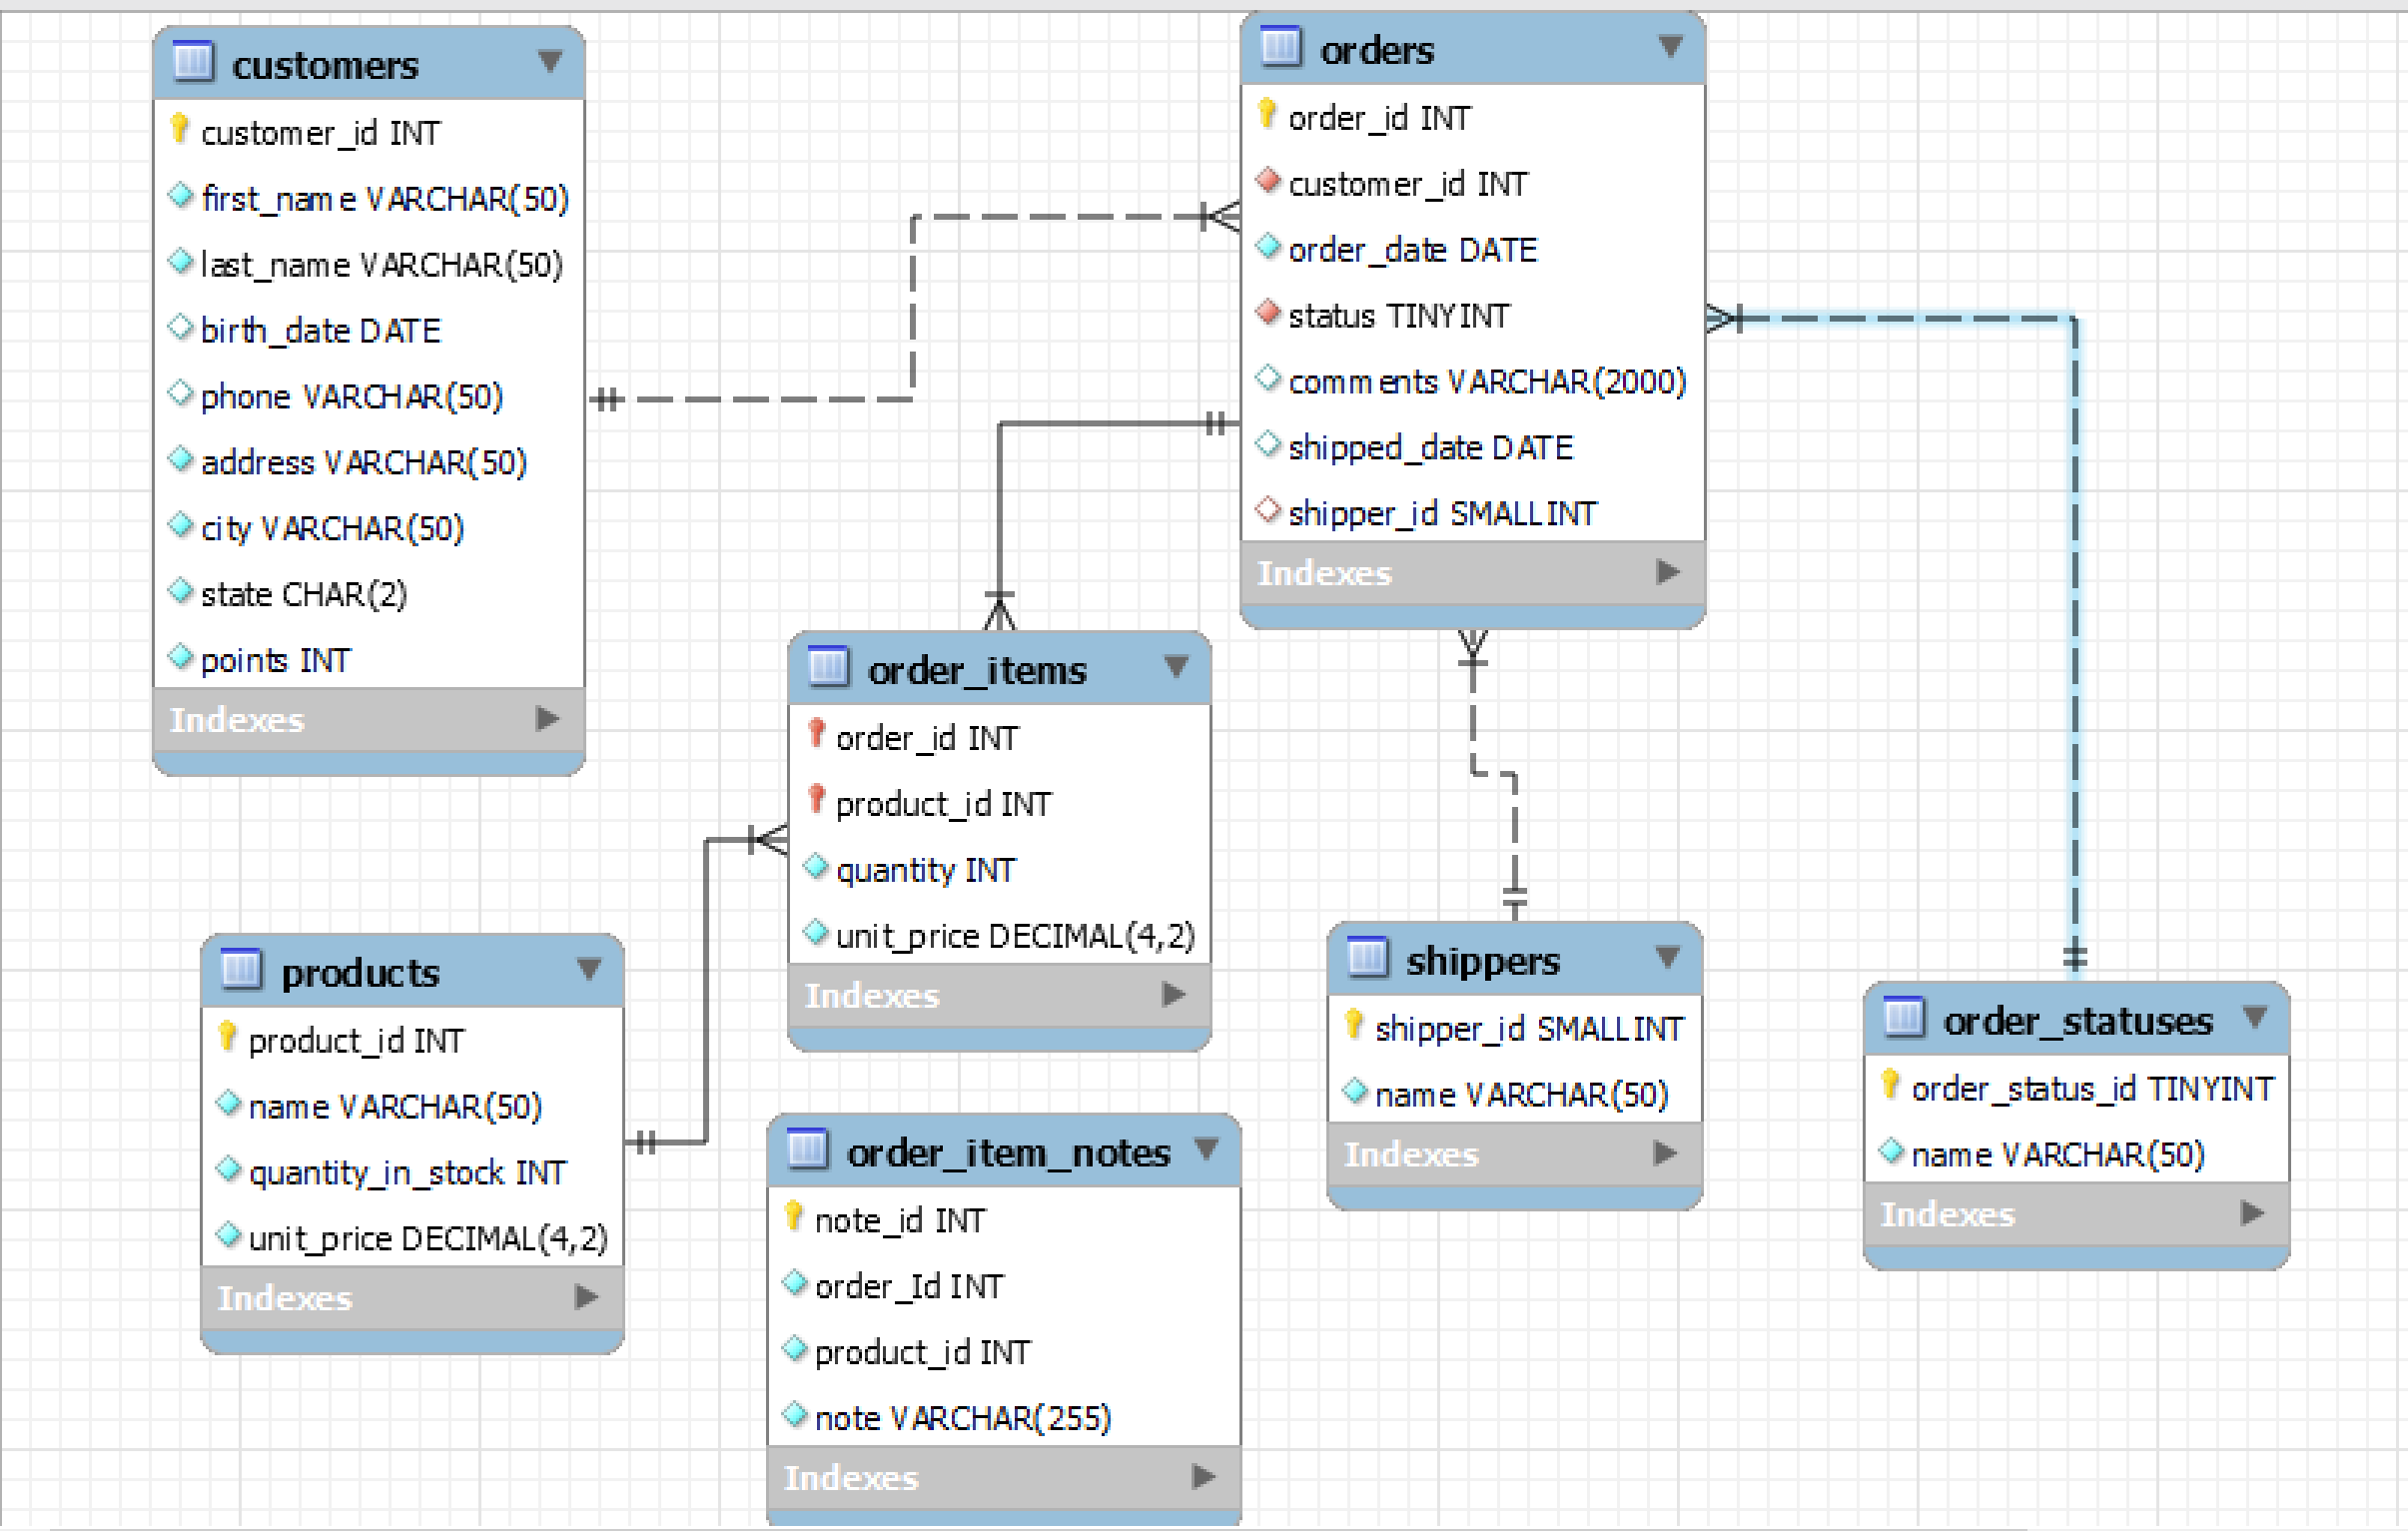 customers
customer_id INT
first_name VARCHAR(50)
last_name VARCHAR(50)
birth_date DATE
phone VARCHAR(50)
address VARCHAR(50)
city VARCHAR(50)
state CHAR(2)
points INT
Indexes
orders
order_id INT
customer_id INT
order_date DATE
status TINYINT
comments VARCHAR(2000)
shipped_date DATE
shipper_id SMALLINT
Indexes
order_items
order_id INT
product_id INT
quantity INT
unit_price DECIMAL(4,2)
Indexes
products
product_id INT
name VARCHAR(50)
quantity_in_stock INT
unit_price DECIMAL(4,2)
Indexes
order_item_notes
note_id INT
order_Id INT
product_id INT
note VARCHAR(255)
Indexes
shippers
shipper_id SMALLINT
name VARCHAR(50)
Indexes
order_statuses
order_status_id TINYINT
name VARCHAR(50)
Indexes